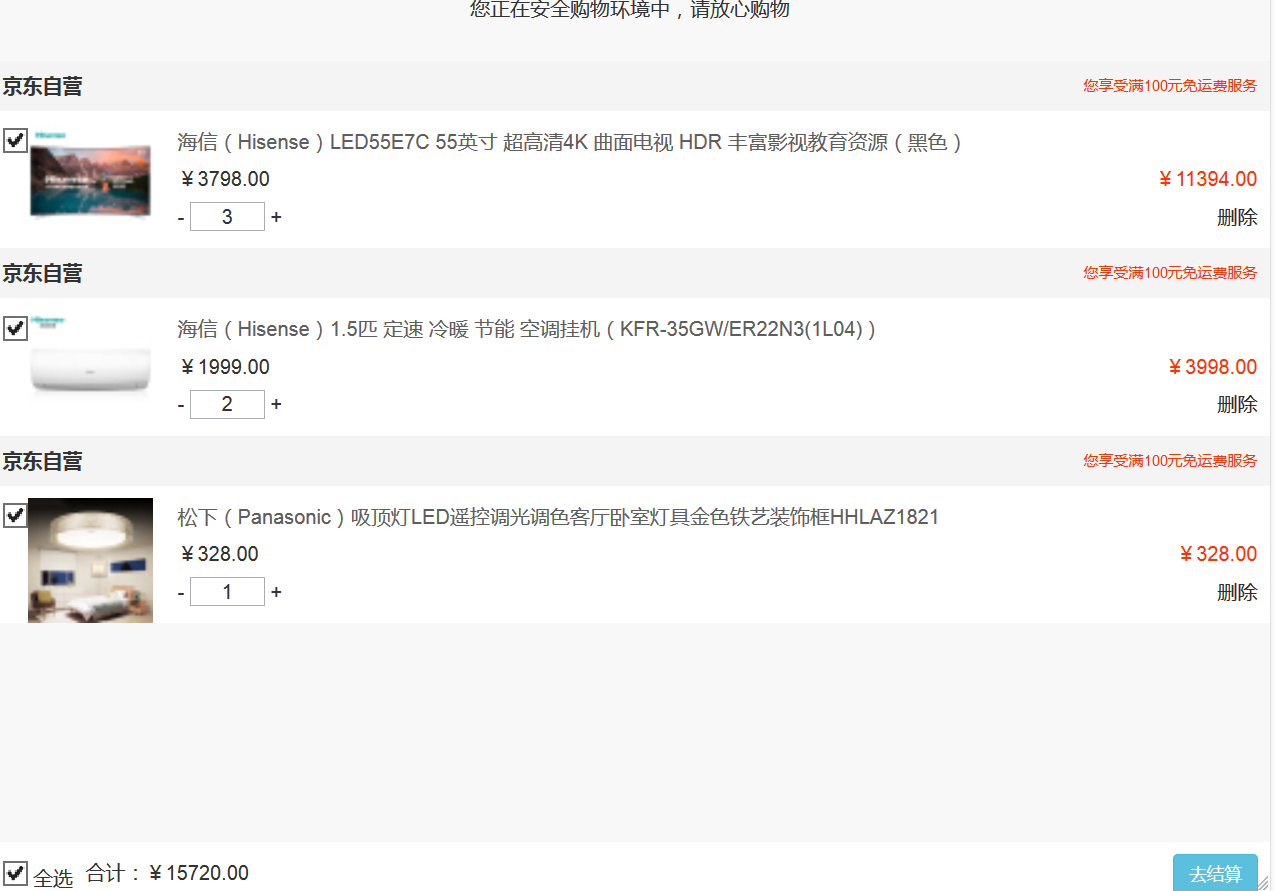 您正在安全购物环境中，请放心购物
京东自营 您享受满100元免运费服务
海信（Hisense）LED55E7C 55英寸 超高清4K 曲面电视 HDR 丰富影视教育资源（黑色）
￥3798.00 ￥11394.00
- 3 + 删除
京东自营 您享受满100元免运费服务
海信（Hisense）1.5匹 定速 冷暖 节能 空调挂机（KFR-35GW/ER22N3(1L04)）
￥1999.00 ￥3998.00
- 2 + 删除
京东自营 您享受满100元免运费服务
松下（Panasonic）吸顶灯LED遥控调光调色客厅卧室灯具金色铁艺装饰框HHLAZ1821
￥328.00 ￥328.00
- 1 + 删除
全选 合计：￥15720.00 去结算